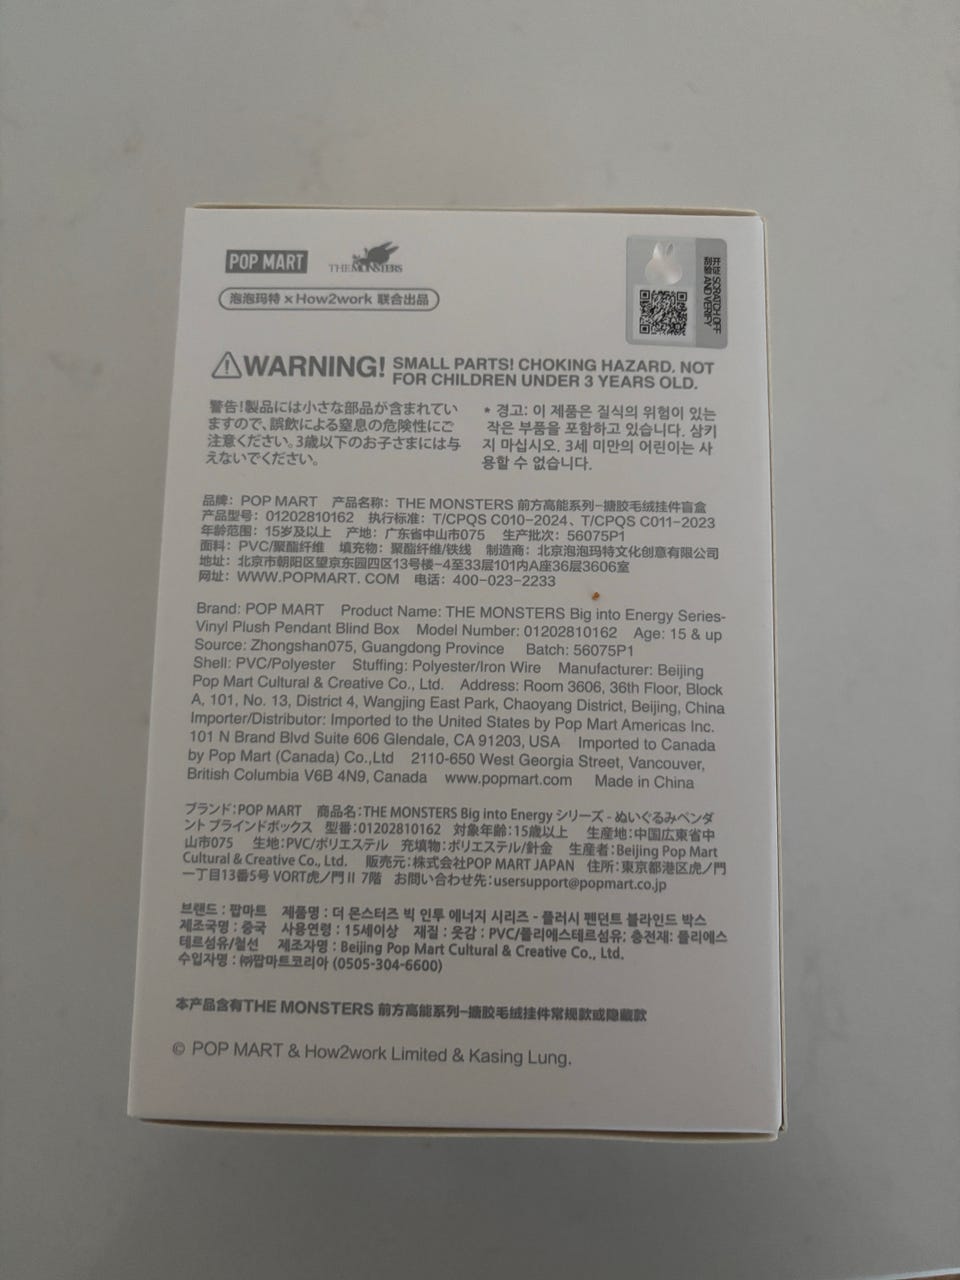 POP MART THE MONSTERS
泡泡玛特 × How2work 联合出品
刮开验证 SCRATCH OFF AND VERIFY
WARNING! SMALL PARTS! CHOKING HAZARD. NOT
FOR CHILDREN UNDER 3 YEARS OLD.
警告!製品には小さな部品が含まれてい
ますので、誤飲による窒息の危険性にご
注意ください。3歳以下のお子さまには与
えないでください。
* 경고: 이 제품은 질식의 위험이 있는
작은 부품을 포함하고 있습니다. 삼키
지 마십시오. 3세 미만의 어린이는 사
용할 수 없습니다.
品牌: POP MART 产品名称: THE MONSTERS 前方高能系列-搪胶毛绒挂件盲盒
产品型号: 01202810162 执行标准: T/CPQS C010-2024、T/CPQS C011-2023
年龄范围: 15岁及以上 产地: 广东省中山市075 生产批次: 56075P1
面料: PVC/聚酯纤维 填充物: 聚酯纤维/铁线 制造商: 北京泡泡玛特文化创意有限公司
地址: 北京市朝阳区望京东园四区13号楼-4至33层101内A座36层3606室
网址: WWW.POPMART. COM 电话: 400-023-2233
Brand: POP MART Product Name: THE MONSTERS Big into Energy Series-
Vinyl Plush Pendant Blind Box Model Number: 01202810162 Age: 15 & up
Source: Zhongshan075, Guangdong Province Batch: 56075P1
Shell: PVC/Polyester Stuffing: Polyester/Iron Wire Manufacturer: Beijing
Pop Mart Cultural & Creative Co., Ltd. Address: Room 3606, 36th Floor, Block
A, 101, No. 13, District 4, Wangjing East Park, Chaoyang District, Beijing, China
Importer/Distributor: Imported to the United States by Pop Mart Americas Inc.
101 N Brand Blvd Suite 606 Glendale, CA 91203, USA Imported to Canada
by Pop Mart (Canada) Co.,Ltd 2110-650 West Georgia Street, Vancouver,
British Columbia V6B 4N9, Canada www.popmart.com Made in China
ブランド:POP MART 商品名:THE MONSTERS Big into Energy シリーズ - ぬいぐるみペンダ
ント ブラインドボックス 型番:01202810162 対象年齢:15歳以上 生産地:中国広東省中
山市075 生地:PVC/ポリエステル 充填物:ポリエステル/針金 生産者:Beijing Pop Mart
Cultural & Creative Co., Ltd. 販売元:株式会社POP MART JAPAN 住所:東京都港区虎ノ門
一丁目13番5号 VORT虎ノ門 II 7階 お問い合わせ先:usersupport@popmart.co.jp
브랜드 : 팝마트 제품명 : 더 몬스터즈 빅 인투 에너지 시리즈 - 플러시 펜던트 블라인드 박스
제조국명 : 중국 사용연령 : 15세이상 재질 : 옷감 : PVC/폴리에스테르섬유; 충전재: 폴리에스
테르섬유/철선 제조자명 : Beijing Pop Mart Cultural & Creative Co., Ltd.
수입자명 : ㈜팝마트코리아 (0505-304-6600)
本产品含有THE MONSTERS 前方高能系列-搪胶毛绒挂件常规款或隐藏款
© POP MART & How2work Limited & Kasing Lung.